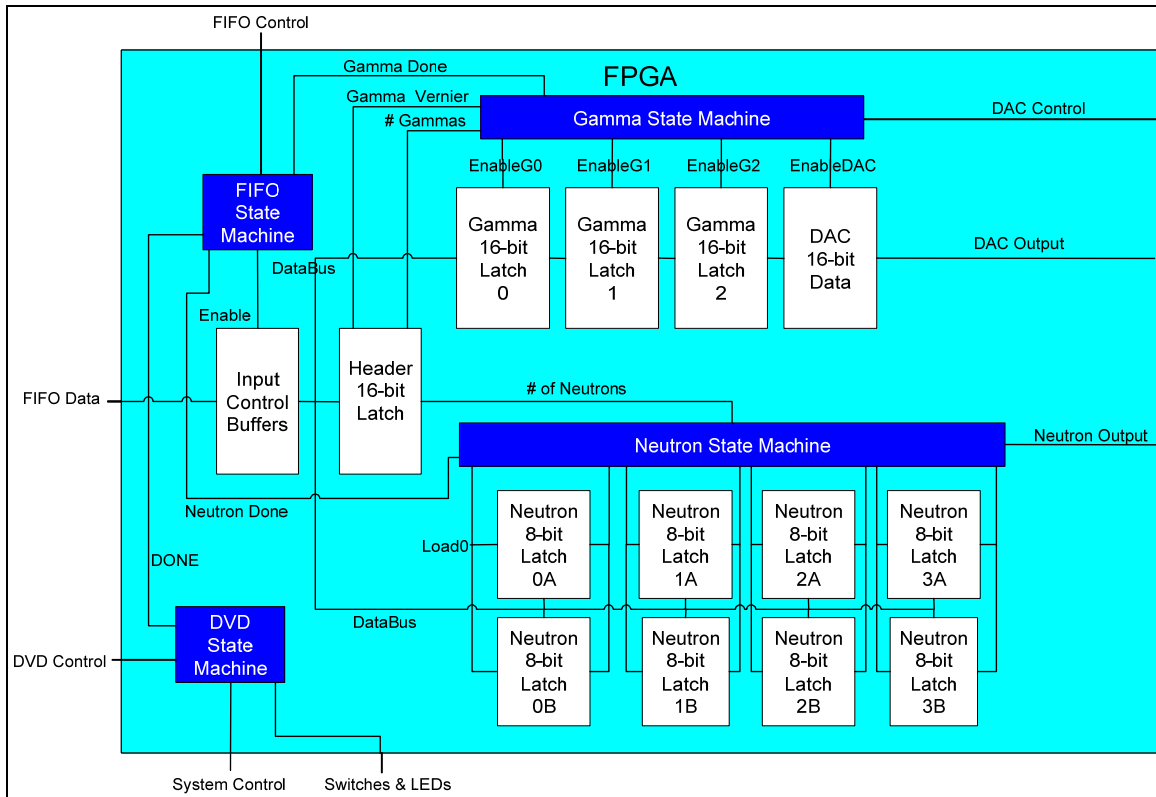 FIFO Control
FPGA
Gamma Done
Gamma Vernier
# Gammas
Gamma State Machine
DAC Control
EnableG0
EnableG1
EnableG2
EnableDAC
FIFO
State
Machine
Gamma
16-bit
Latch
0
Gamma
16-bit
Latch
1
Gamma
16-bit
Latch
2
DAC
16-bit
Data
DAC Output
DataBus
Enable
Input
Control
Buffers
Header
16-bit
Latch
FIFO Data
# of Neutrons
Neutron State Machine
Neutron Output
Neutron Done
Load0
Neutron
8-bit
Latch
0A
Neutron
8-bit
Latch
1A
Neutron
8-bit
Latch
2A
Neutron
8-bit
Latch
3A
DONE
DataBus
DVD
State
Machine
DVD Control
Neutron
8-bit
Latch
0B
Neutron
8-bit
Latch
1B
Neutron
8-bit
Latch
2B
Neutron
8-bit
Latch
3B
System Control
Switches & LEDs